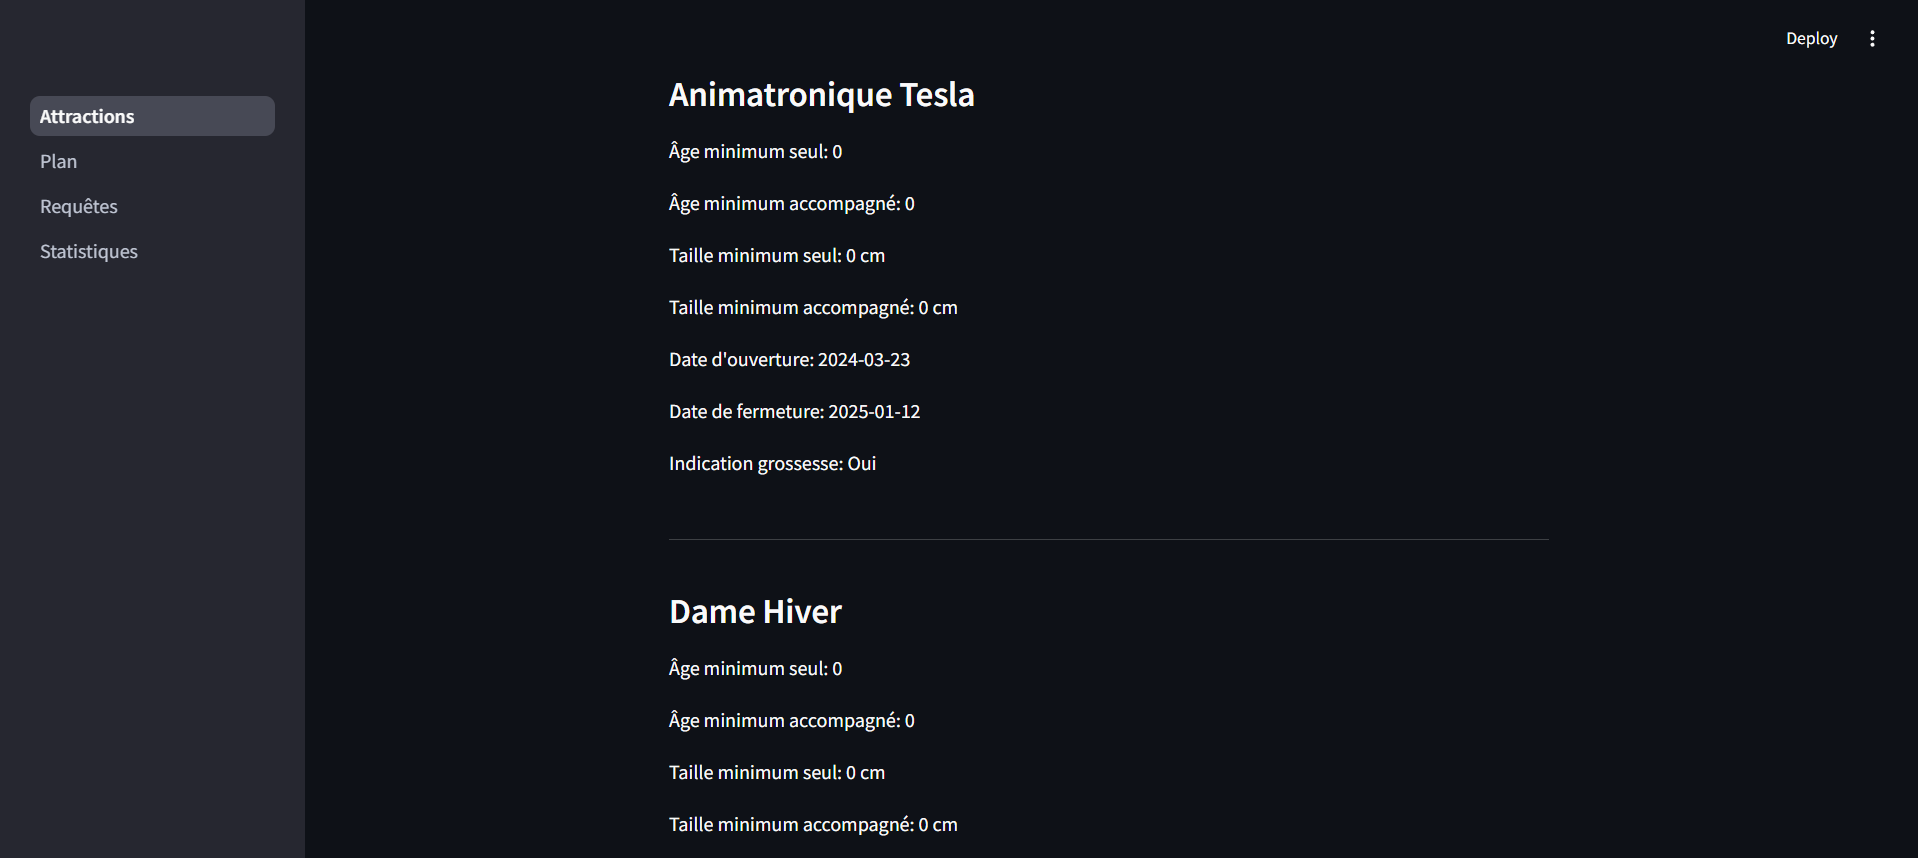 Deploy
Attractions
Plan
Requêtes
Statistiques
Animatronique Tesla
Âge minimum seul: 0
Âge minimum accompagné: 0
Taille minimum seul: 0 cm
Taille minimum accompagné: 0 cm
Date d'ouverture: 2024-03-23
Date de fermeture: 2025-01-12
Indication grossesse: Oui
Dame Hiver
Âge minimum seul: 0
Âge minimum accompagné: 0
Taille minimum seul: 0 cm
Taille minimum accompagné: 0 cm